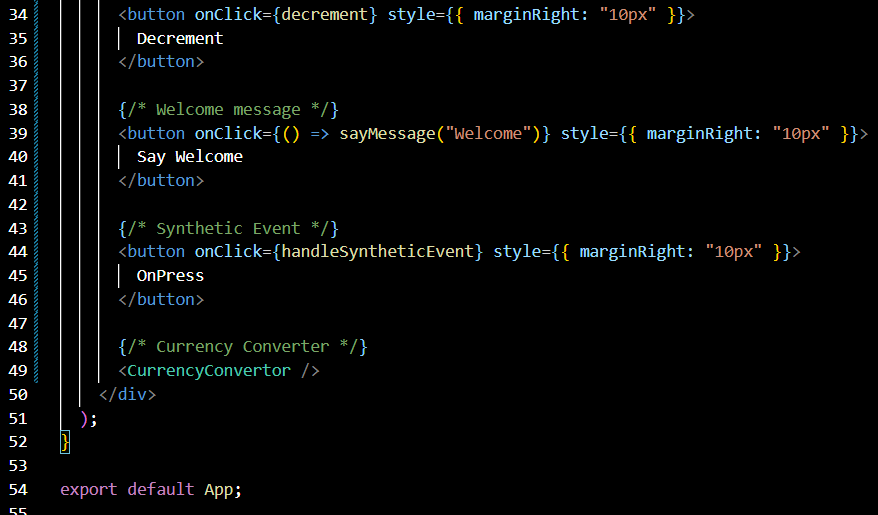 34 <button onClick={decrement} style={{ marginRight: "10px" }}>
35 Decrement
36 </button>
37
38 {/* Welcome message */}
39 <button onClick={() => sayMessage("Welcome")} style={{ marginRight: "10px" }}>
40 Say Welcome
41 </button>
42
43 {/* Synthetic Event */}
44 <button onClick={handleSyntheticEvent} style={{ marginRight: "10px" }}>
45 OnPress
46 </button>
47
48 {/* Currency Converter */}
49 <CurrencyConvertor />
50 </div>
51 );
52 }
53
54 export default App;
55